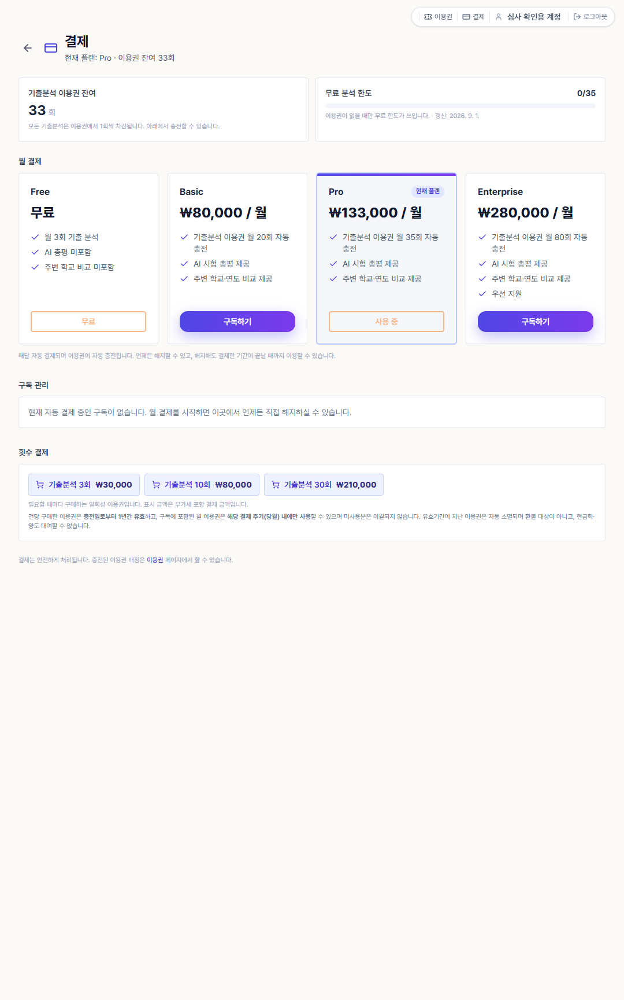 이용권 결제 심사 확인용 계정 로그아웃
결제
현재 플랜: Pro · 이용권 잔여 33회
기출분석 이용권 잔여
33 회
모든 기출분석은 이용권에서 1회씩 차감됩니다. 아래에서 충전할 수 있습니다.
무료 분석 한도 0/35
이용권이 없을 때만 무료 한도가 쓰입니다. · 갱신: 2026. 9. 1.
월 결제
Free
무료
월 3회 기출 분석
AI 총평 미포함
주변 학교 비교 미포함
무료
Basic
₩80,000 / 월
기출분석 이용권 월 20회 자동
충전
AI 시험 총평 제공
주변 학교·연도 비교 제공
구독하기
Pro 현재 플랜
₩133,000 / 월
기출분석 이용권 월 35회 자동
충전
AI 시험 총평 제공
주변 학교·연도 비교 제공
사용 중
Enterprise
₩280,000 / 월
기출분석 이용권 월 80회 자동
충전
AI 시험 총평 제공
주변 학교·연도 비교 제공
우선 지원
구독하기
매달 자동 결제되며 이용권이 자동 충전됩니다. 언제든 해지할 수 있고, 해지해도 결제한 기간이 끝날 때까지 이용할 수 있습니다.
구독 관리
현재 자동 결제 중인 구독이 없습니다. 월 결제를 시작하면 이곳에서 언제든 직접 해지하실 수 있습니다.
횟수 결제
기출분석 3회 ₩30,000 기출분석 10회 ₩80,000 기출분석 30회 ₩210,000
필요할 때마다 구매하는 일회성 이용권입니다. 표시 금액은 부가세 포함 결제 금액입니다.
건당 구매한 이용권은 충전일로부터 1년간 유효하고, 구독에 포함된 월 이용권은 해당 결제 주기(당월) 내에만 사용할 수 있으며 미사용분은 이월되지 않습니다. 유효기간이 지난 이용권은 자동 소멸되며 환불 대상이 아니고, 현금화·
양도·대여할 수 없습니다.
결제는 안전하게 처리됩니다. 충전된 이용권 배정은 이용권 페이지에서 할 수 있습니다.